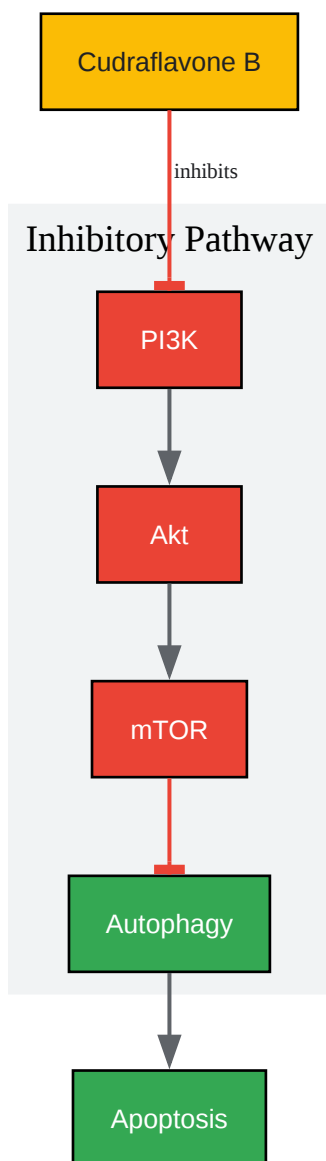 Cudraflavone B
inhibits
Inhibitory Pathway
PI3K
Akt
mTOR
Autophagy
Apoptosis